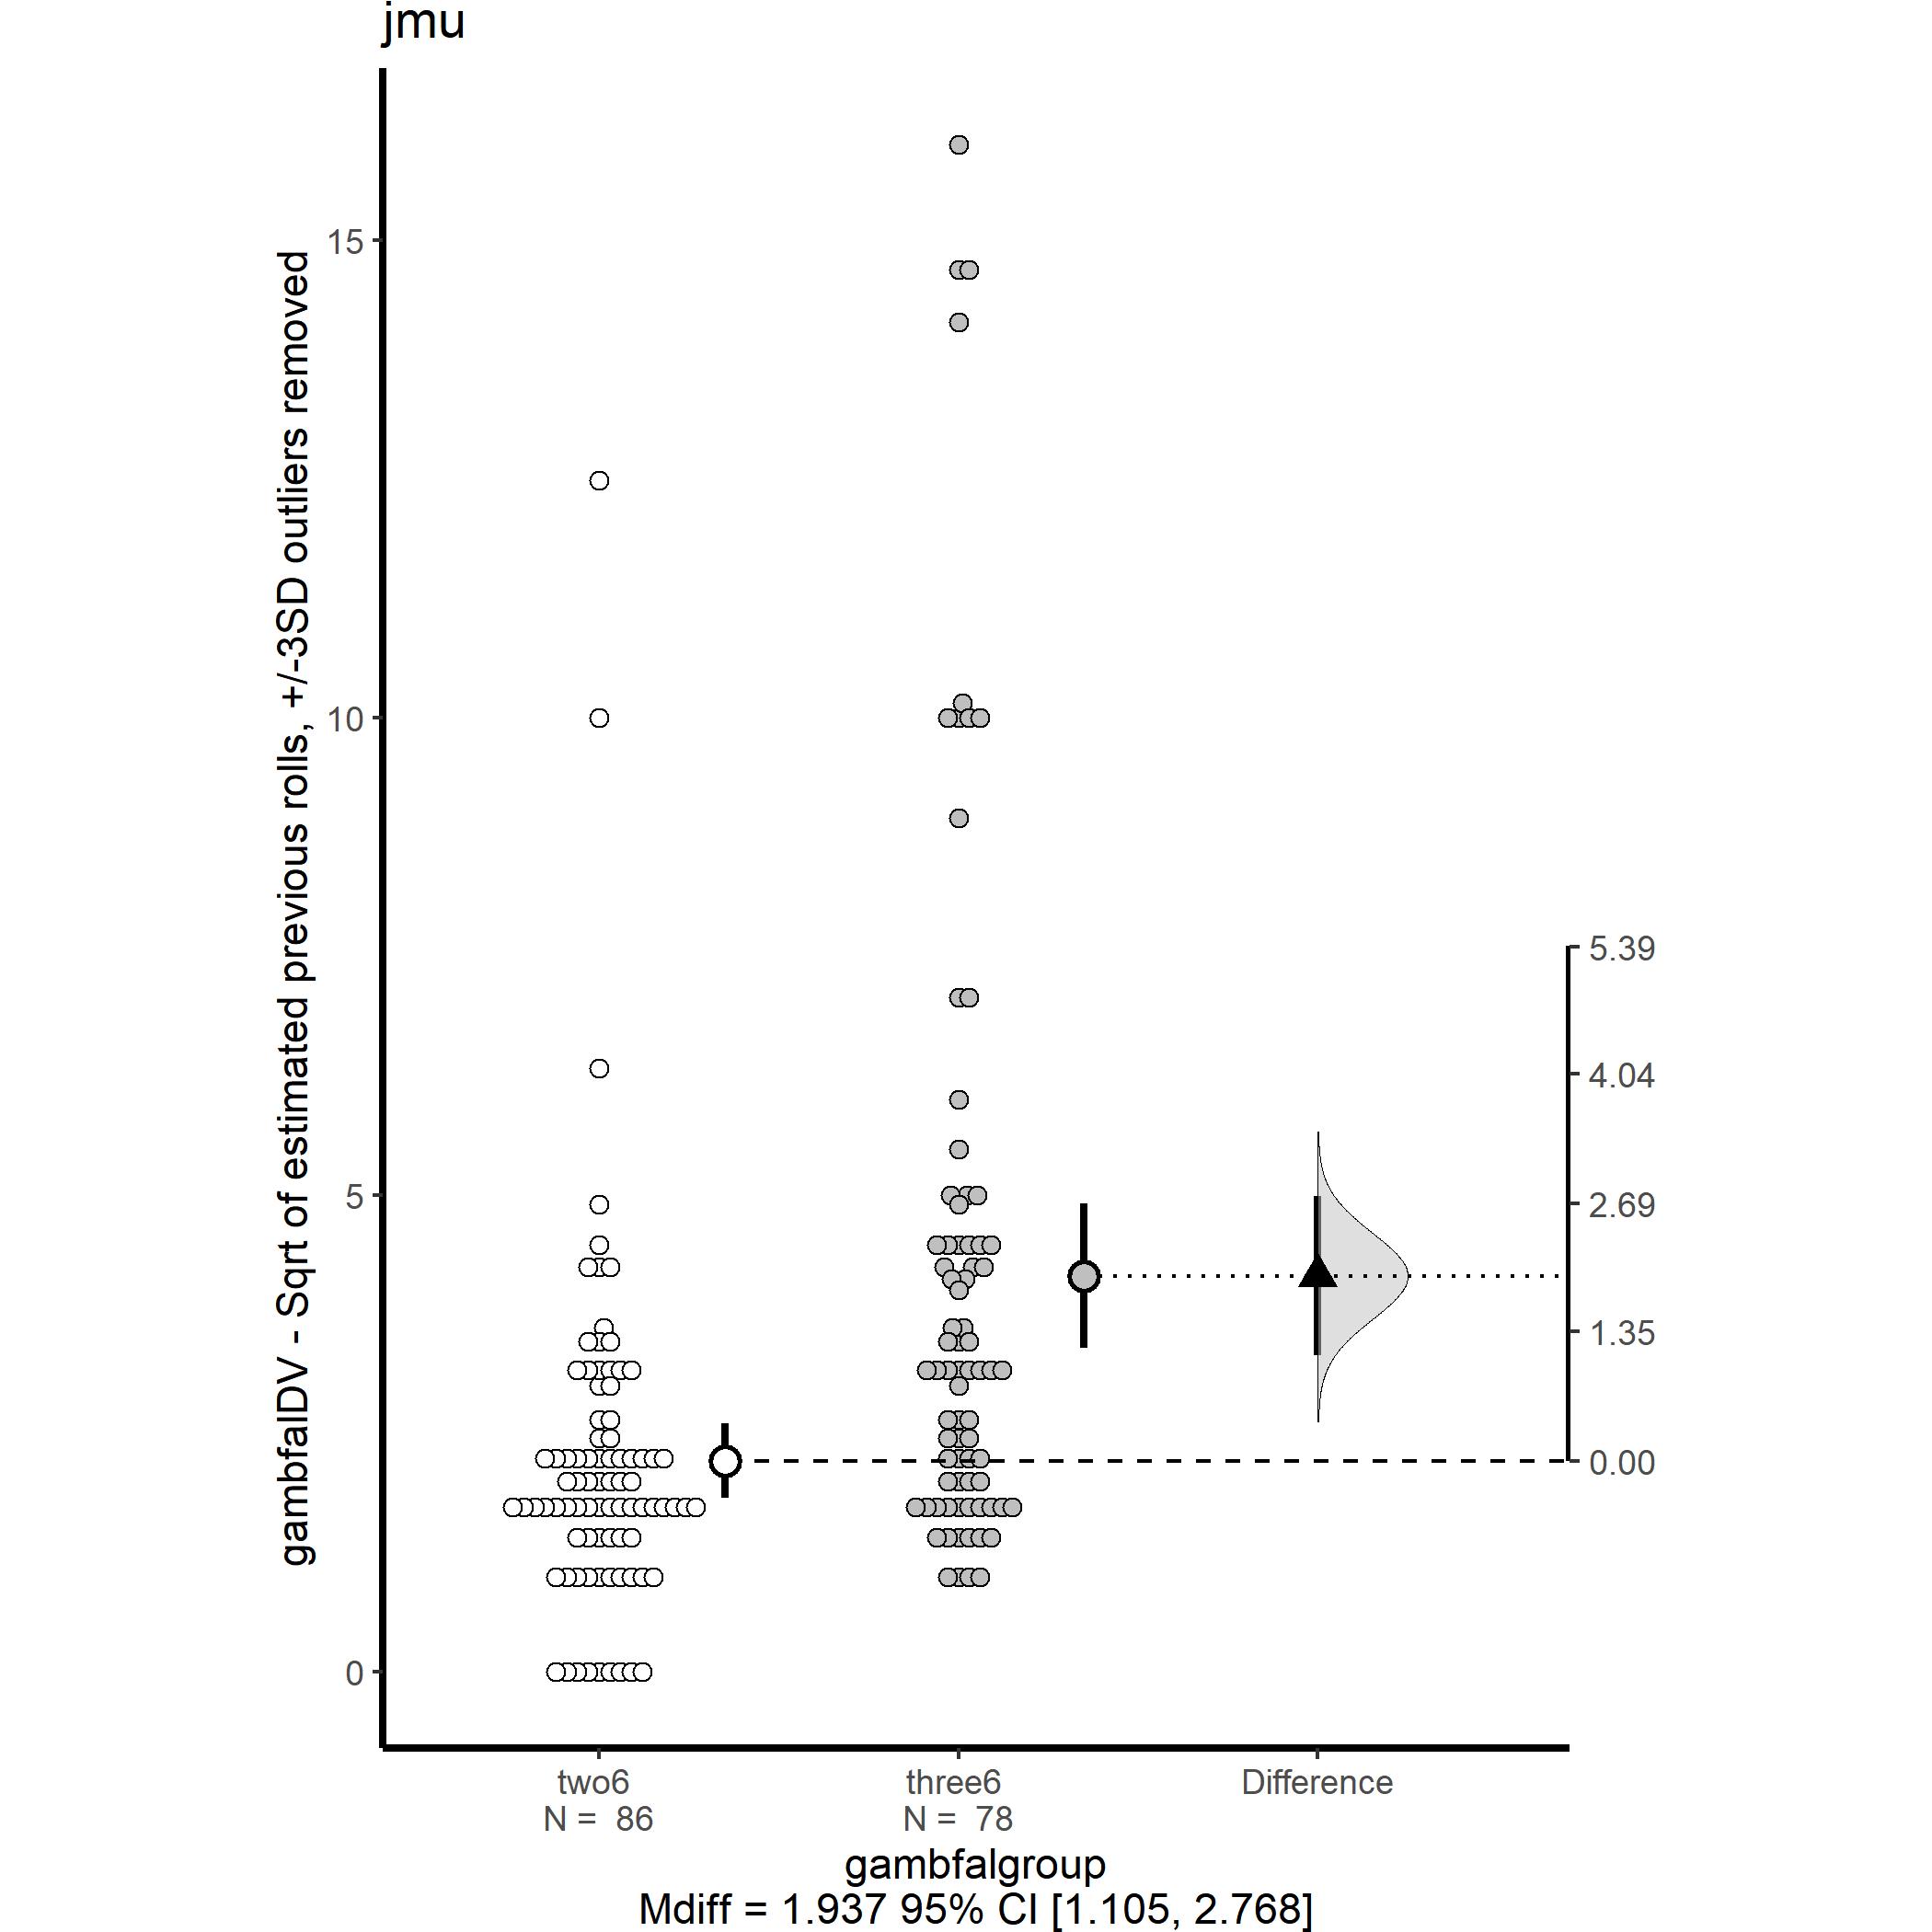 jmu
gambfalDV - Sqrt of estimated previous rolls, +/-3SD outliers removed
15
10
5
0
5.39
4.04
2.69
1.35
0.00
two6
N =  86
three6
N =  78
Difference
gambfalgroup
Mdiff = 1.937 95% CI [1.105, 2.768]